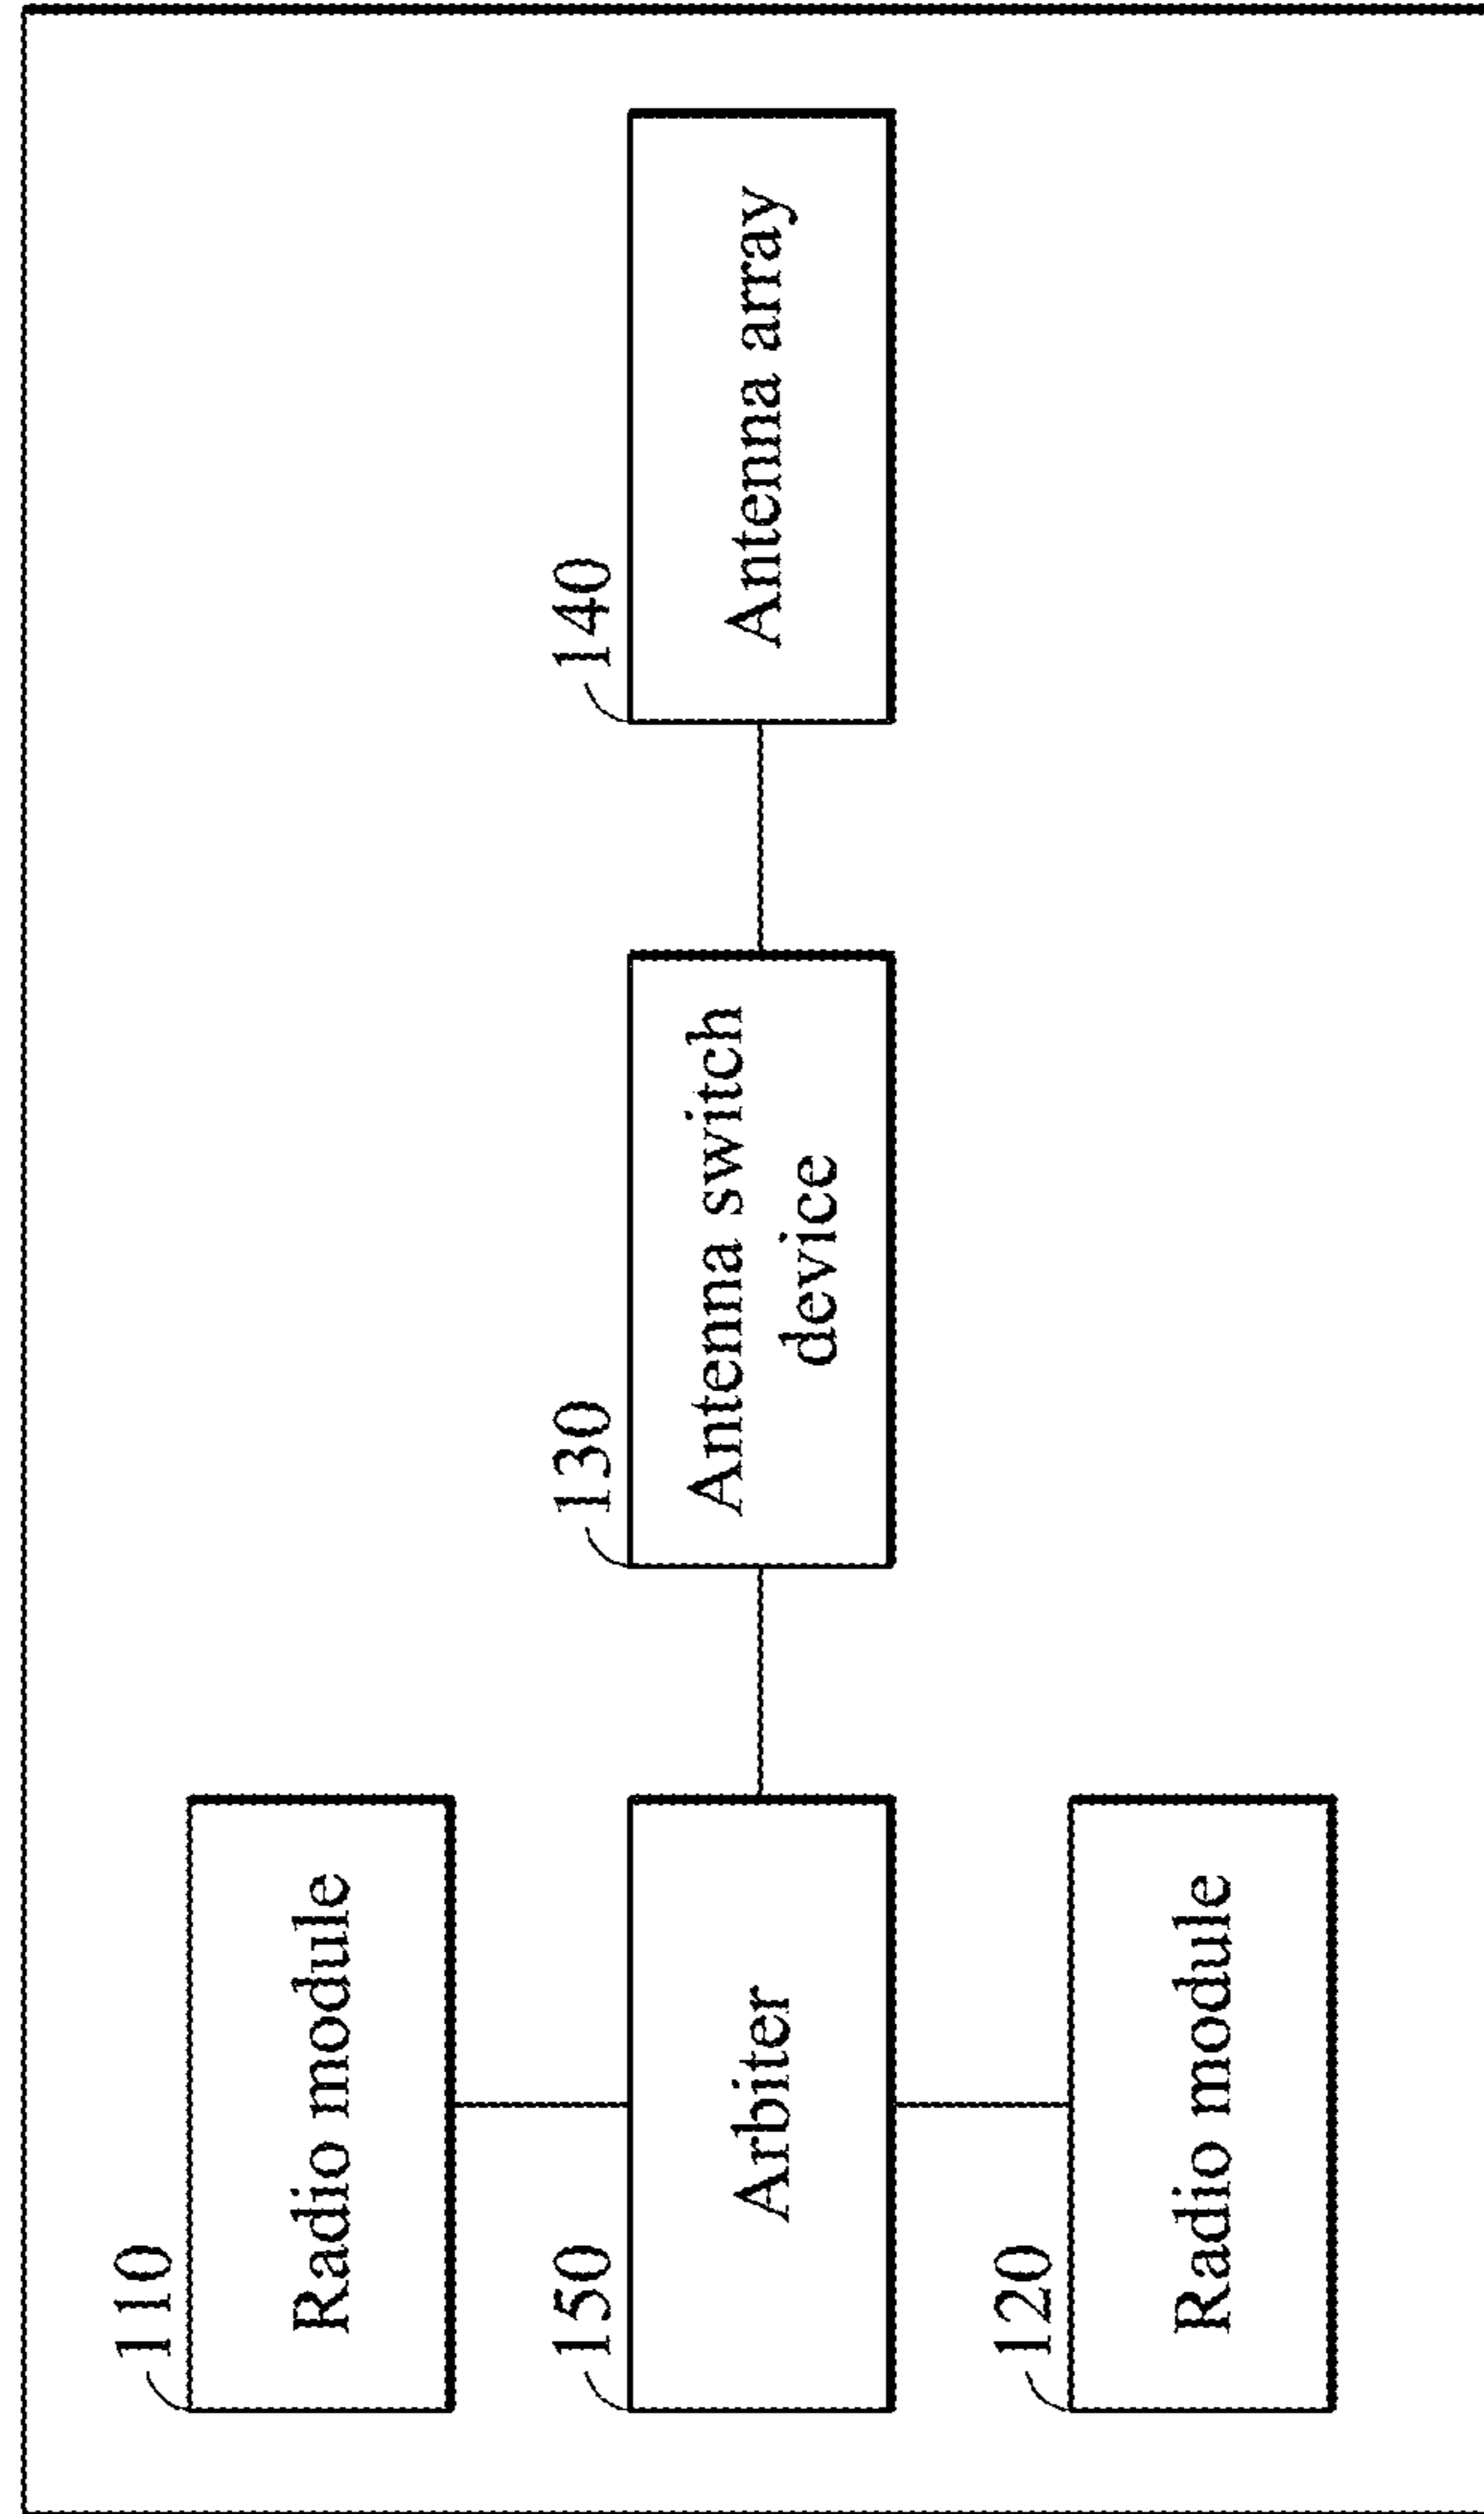 110
Radio module
150
Arbiter
120
Radio module
130
Antenna switch
device
140
Antenna array